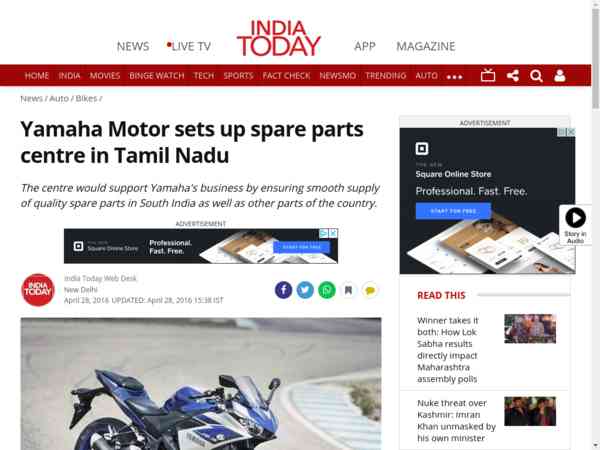 NEWS
LIVE TV
INDIA
TODAY
APP
MAGAZINE
HOME INDIA MOVIES BINGE WATCH TECH SPORTS FACT CHECK NEWSMO TRENDING AUTO
News / Auto / Bikes /
Yamaha Motor sets up spare parts
centre in Tamil Nadu
The centre would support Yamaha's business by ensuring smooth supply
of quality spare parts in South India as well as other parts of the country.
ADVERTISEMENT
THE NEW
Square Online Store
Professional.
Fast. Free.
START FOR FREE
INDIA
TODAY
India Today Web Desk
New Delhi
April 28, 2016 UPDATED: April 28, 2016 15:38 IST
YAMAHA
ADVERTISEMENT
THE NEW
Square Online Store
Professional. Fast. Free.
START FOR FREE
Story in
Audio
READ THIS
Winner takes it
both: How Lok
Sabha results
directly impact
Maharashtra
assembly polls
Nuke threat over
Kashmir: Imran
Khan unmasked by
his own minister